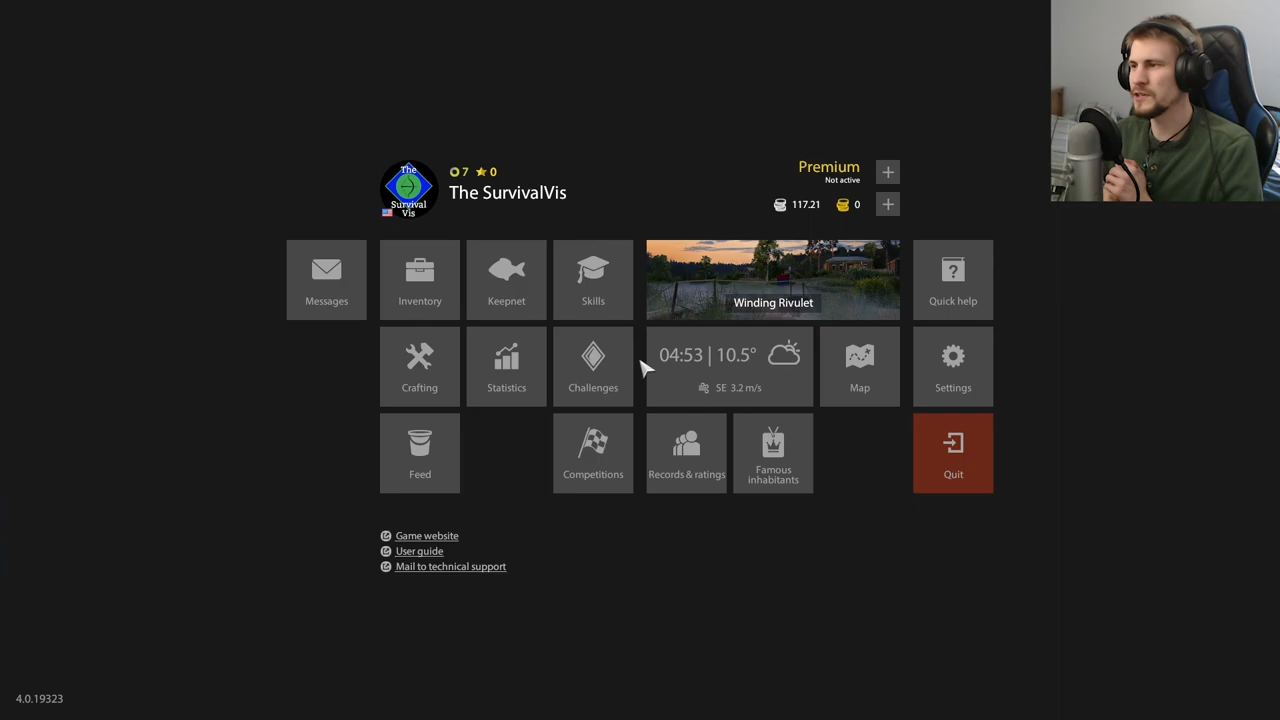 The
Survival
Vis
7 0
The SurvivalVis
Premium
Not active
117.21 0
Messages
Inventory
Keepnet
Skills
Winding Rivulet
Quick help
Crafting
Statistics
Challenges
04:53 | 10.5°
SE 3.2 m/s
Map
Settings
Feed
Competitions
Records & ratings
Famous
inhabitants
Quit
Game website
User guide
Mail to technical support
4.0.19323